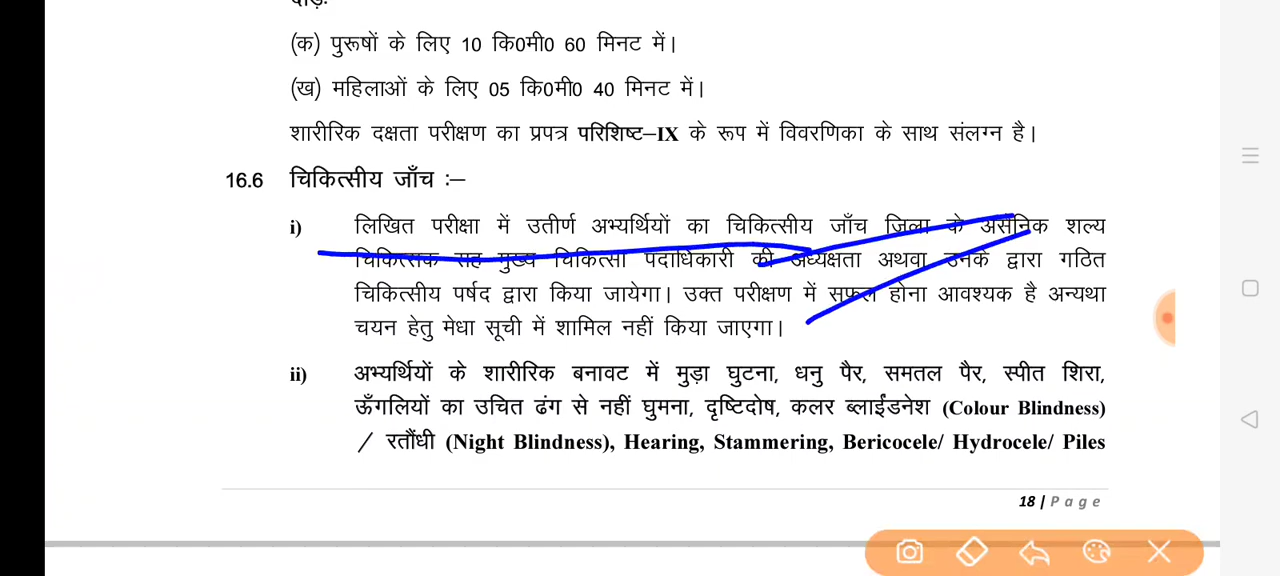 दौड़ः
(क) पुरूषों के लिए 10 कि0मी0 60 मिनट में।
(ख) महिलाओं के लिए 05 कि0मी0 40 मिनट में।
शारीरिक दक्षता परीक्षण का प्रपत्र परिशिष्ट–IX के रूप में विवरणिका के साथ संलग्न है।
16.6 चिकित्सीय जाँच :–
i) लिखित परीक्षा में उतीर्ण अभ्यर्थियों का चिकित्सीय जाँच जिला के असैनिक शल्य
चिकित्सक सह मुख्य चिकित्सा पदाधिकारी की अध्यक्षता अथवा उनके द्वारा गठित
चिकित्सीय पर्षद द्वारा किया जायेगा। उक्त परीक्षण में सफल होना आवश्यक है अन्यथा
चयन हेतु मेधा सूची में शामिल नहीं किया जाएगा।
ii) अभ्यर्थियों के शारीरिक बनावट में मुड़ा घुटना, धनु पैर, समतल पैर, स्पीत शिरा,
ऊँगलियों का उचित ढंग से नहीं घुमना, दृष्टिदोष, कलर ब्लाईंडनेश (Colour Blindness)
/ रतौंधी (Night Blindness), Hearing, Stammering, Bericocele/ Hydrocele/ Piles
18 | Page